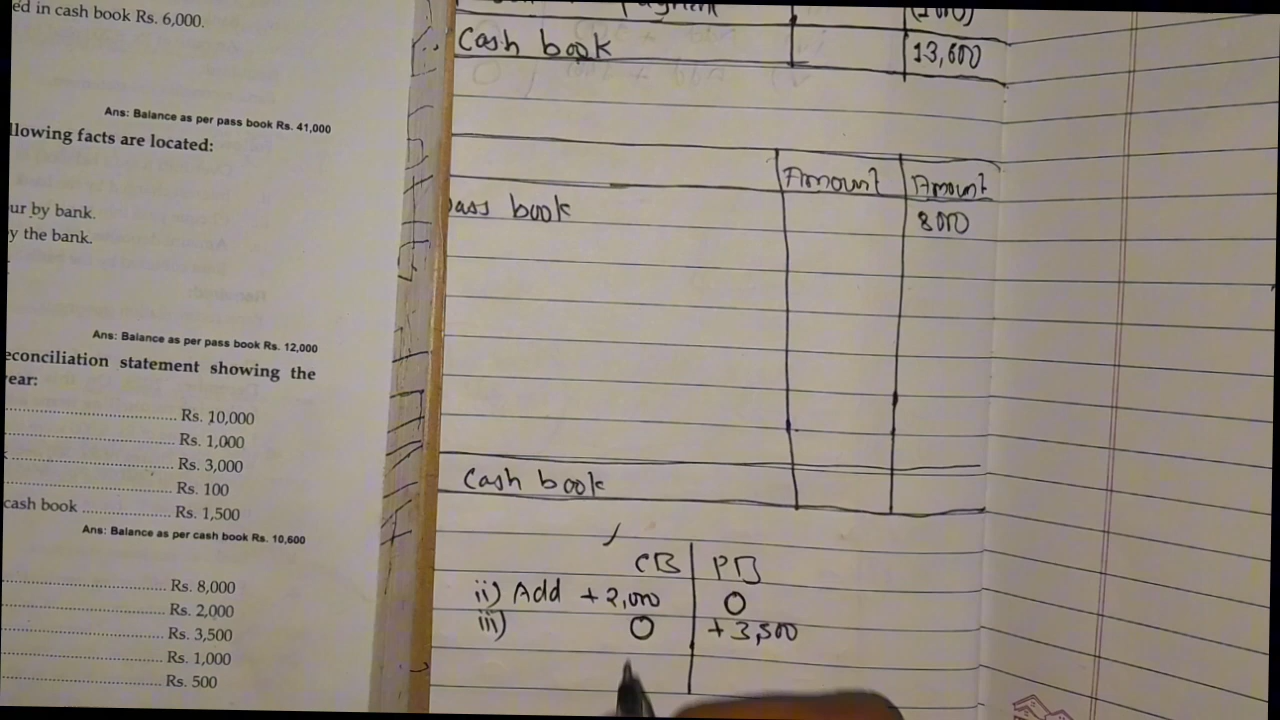 ed in cash book Rs. 6,000.
Ans: Balance as per pass book Rs. 41,000
llowing facts are located:
ur by bank.
y the bank.
Ans: Balance as per pass book Rs. 12,000
econciliation statement showing the
year:
Rs. 10,000
Rs. 1,000
Rs. 3,000
Rs. 100
cash book Rs. 1,500
Ans: Balance as per cash book Rs. 10,600
Rs. 8,000
Rs. 2,000
Rs. 3,500
Rs. 1,000
Rs. 500
Cash book 13,600
Amount Amount
pass book 8000
Cash book
CB PB
ii) Add +2,000 0
iii) 0 +3,500